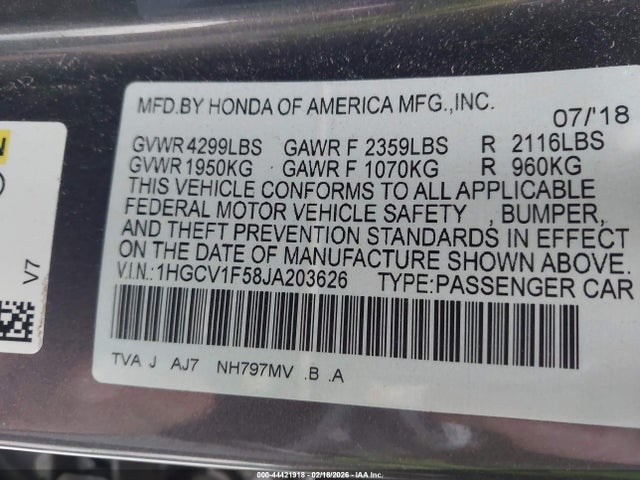 MFD.BY HONDA OF AMERICA MFG.,INC. 07/'18
GVWR 4299LBS GAWR F 2359LBS R 2116LBS
GVWR 1950KG GAWR F 1070KG R 960KG
THIS VEHICLE CONFORMS TO ALL APPLICABLE
FEDERAL MOTOR VEHICLE SAFETY , BUMPER,
AND THEFT PREVENTION STANDARDS IN EFFECT
ON THE DATE OF MANUFACTURE SHOWN ABOVE.
V.I.N.:1HGCV1F58JA203626 TYPE:PASSENGER CAR
TVA J AJ7 NH797MV .B .A
V7
000-44421918 - 02/18/2026 - IAA Inc.